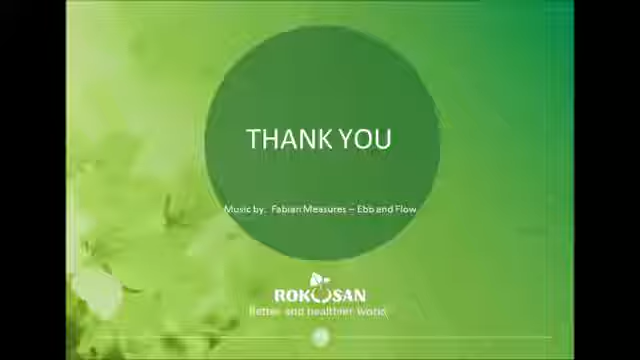 THANK YOU
Music by: Fabian Measures – Ebb and Flow
ROKOSAN
Better and healthier world